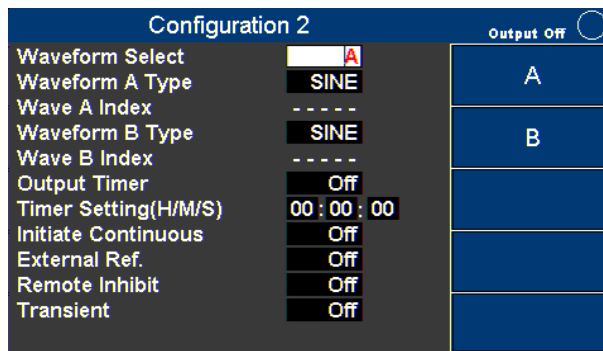 Configuration 2
Output Off
Waveform Select A
Waveform A Type SINE
Wave A Index - - - - -
Waveform B Type SINE
Wave B Index - - - - -
Output Timer Off
Timer Setting(H/M/S) 00 : 00 : 00
Initiate Continuous Off
External Ref. Off
Remote Inhibit Off
Transient Off
A
B